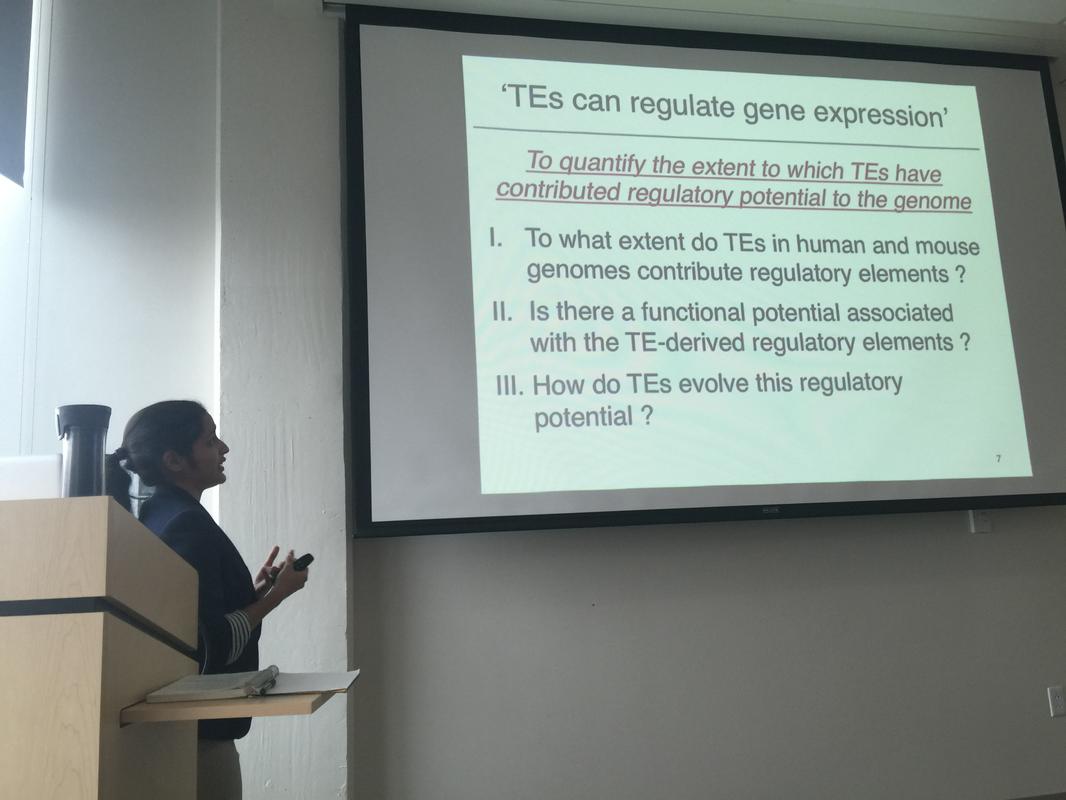 ‘TEs can regulate gene expression’
To quantify the extent to which TEs have
contributed regulatory potential to the genome
I. To what extent do TEs in human and mouse
genomes contribute regulatory elements ?
II. Is there a functional potential associated
with the TE-derived regulatory elements ?
III. How do TEs evolve this regulatory
potential ?
7